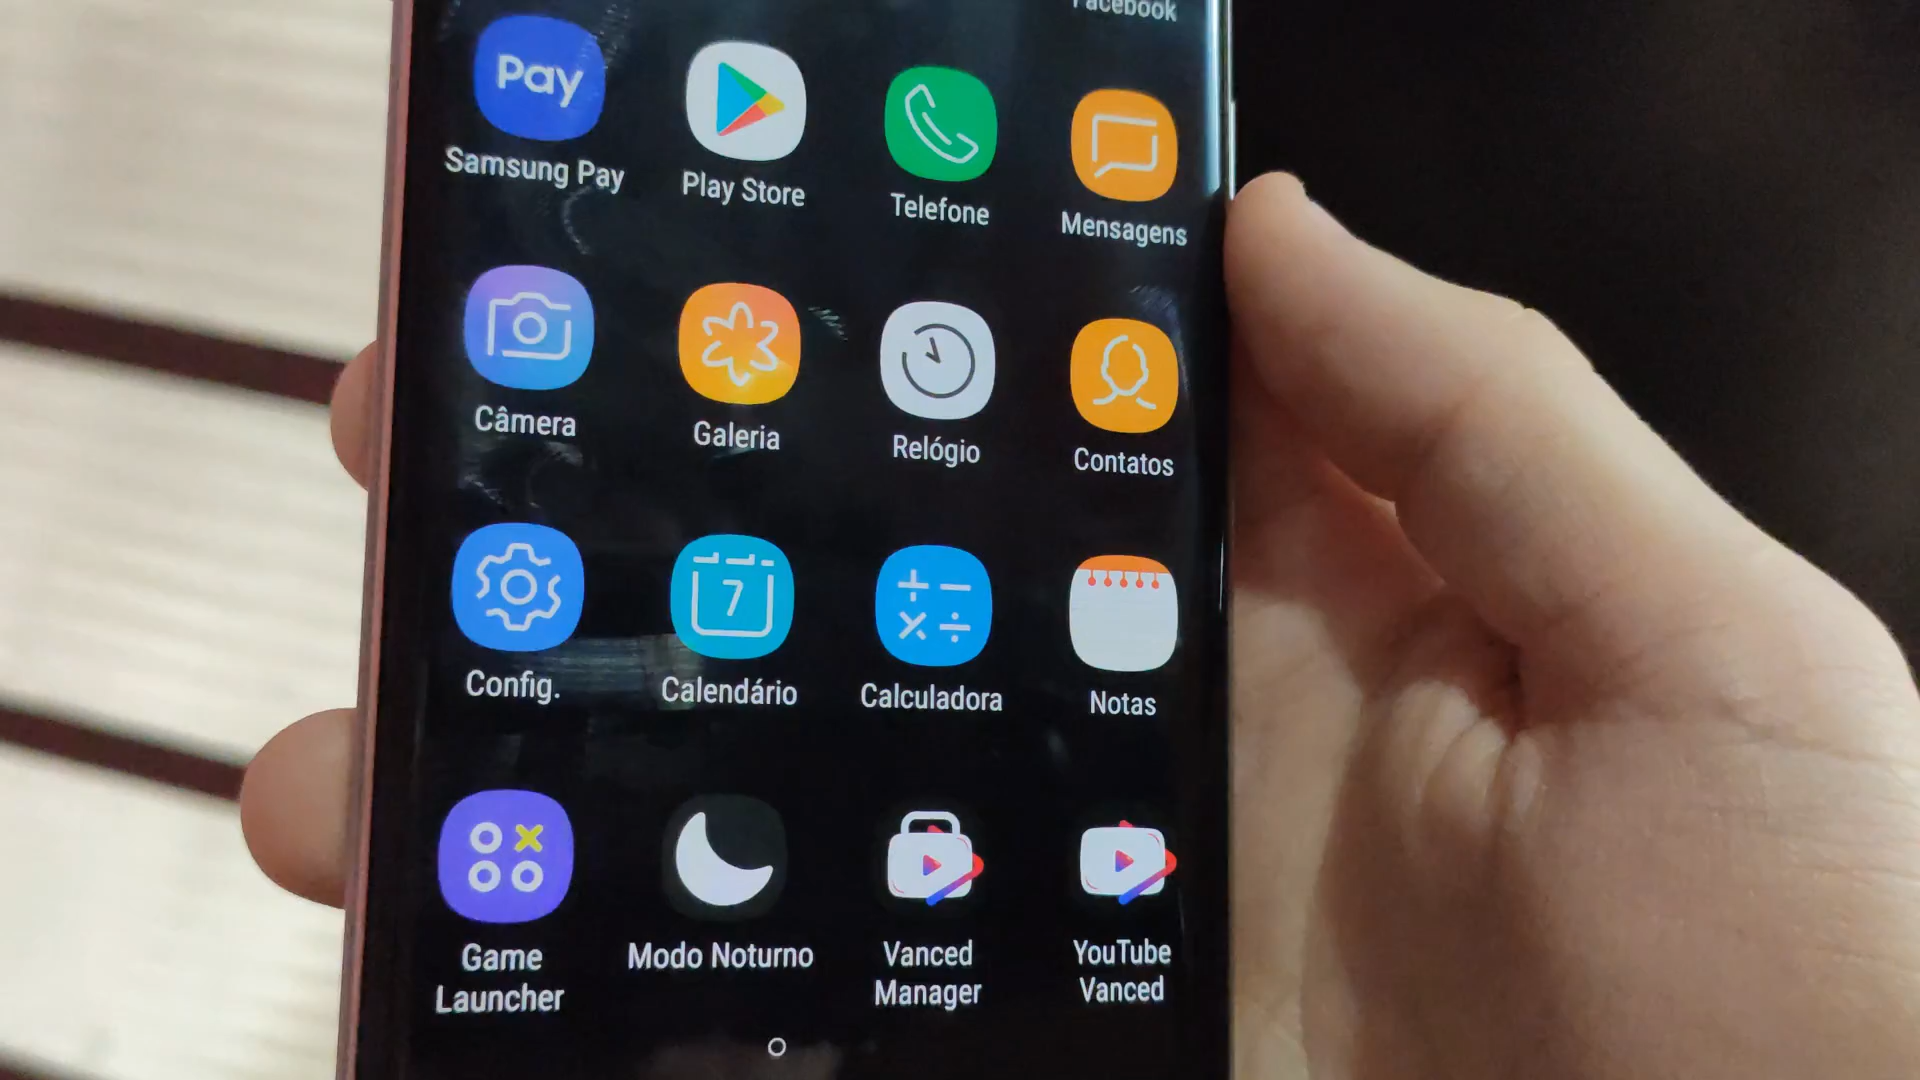 Facebook
Pay
Samsung Pay
Play Store
Telefone
Mensagens
Câmera
Galeria
Relógio
Contatos
7
Config.
Calendário
Calculadora
Notas
Game
Launcher
Modo Noturno
Vanced
Manager
YouTube
Vanced